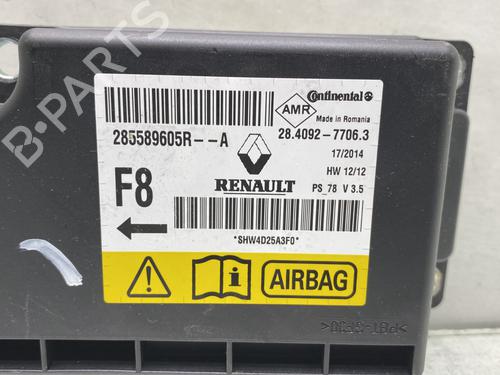 B-PARTS
Continental
AMR
Made in Romania
285589605R--A
28.4092-7706.3
17/2014
HW 12/12
F8
RENAULT
PS_78 V 3.5
*SHW4D25A3F0*
AIRBAG